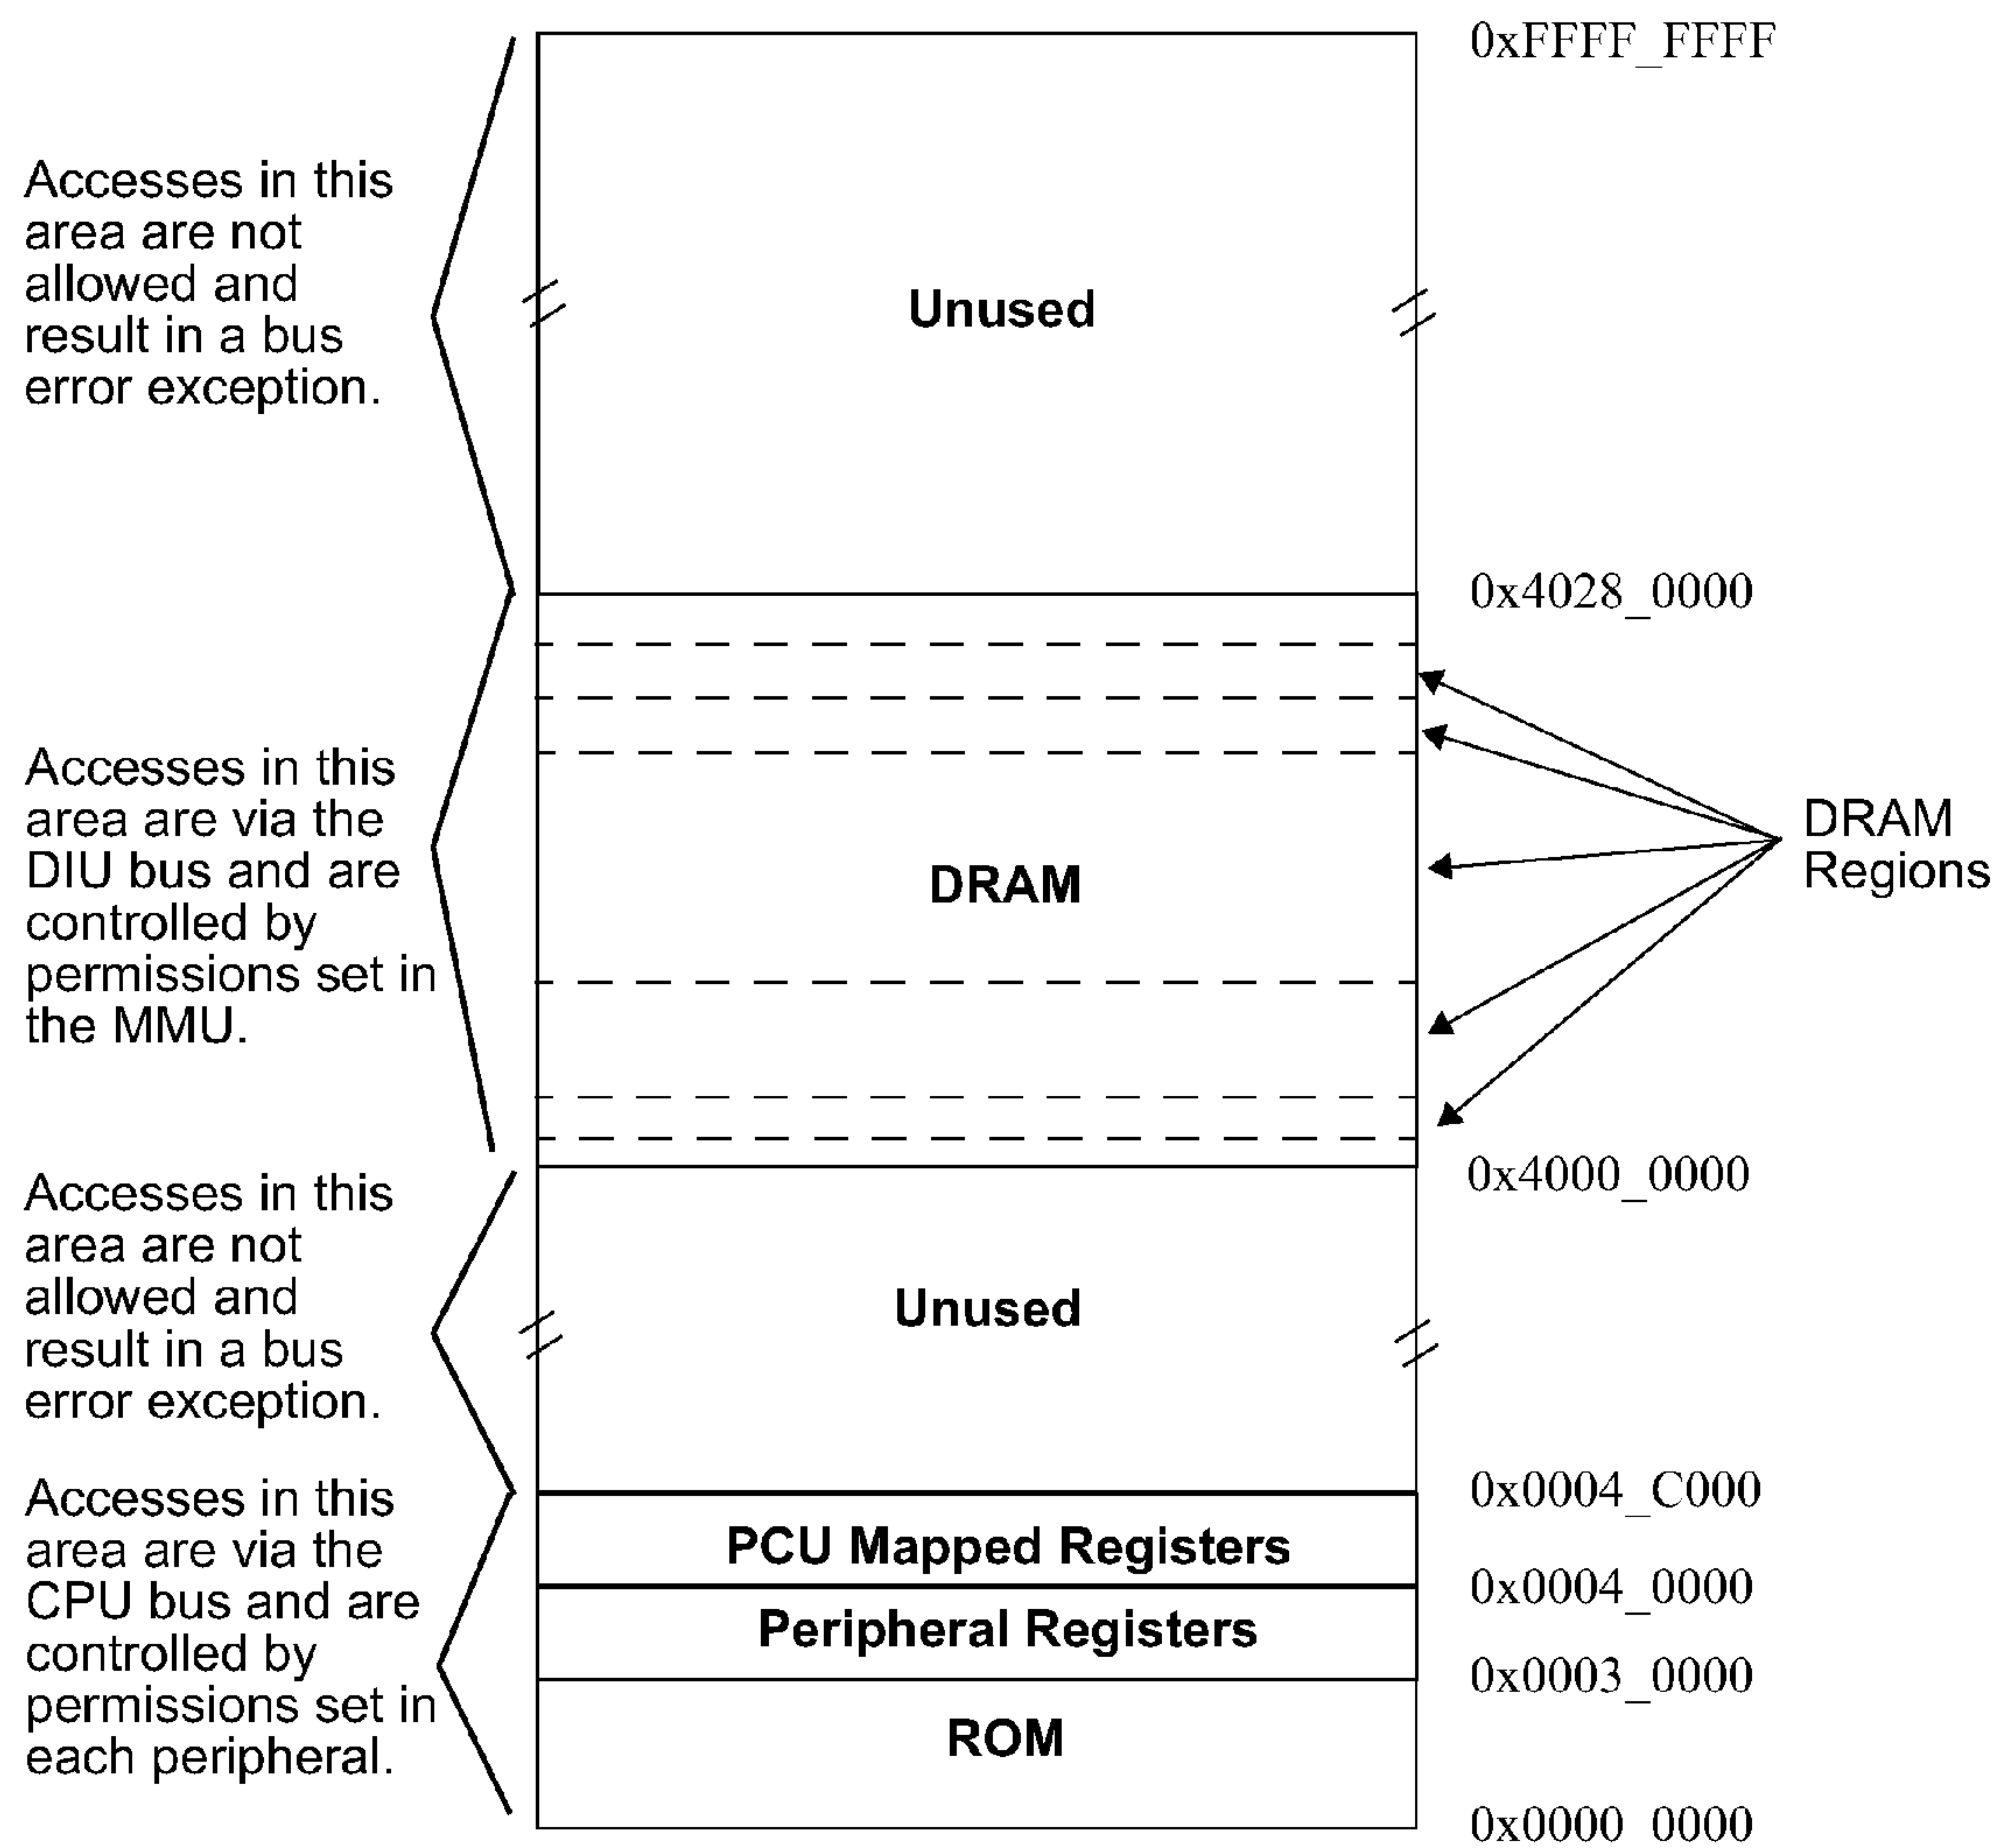 0xFFFF_FFFF
Accesses in this
area are not
allowed and
result in a bus
error exception.
Unused
0x4028_0000
Accesses in this
area are via the
DIU bus and are
controlled by
permissions set in
the MMU.
DRAM
DRAM
Regions
0x4000_0000
Accesses in this
area are not
allowed and
result in a bus
error exception.
Unused
0x0004_C000
Accesses in this
area are via the
CPU bus and are
controlled by
permissions set in
each peripheral.
PCU Mapped Registers
0x0004_0000
Peripheral Registers
0x0003_0000
ROM
0x0000_0000